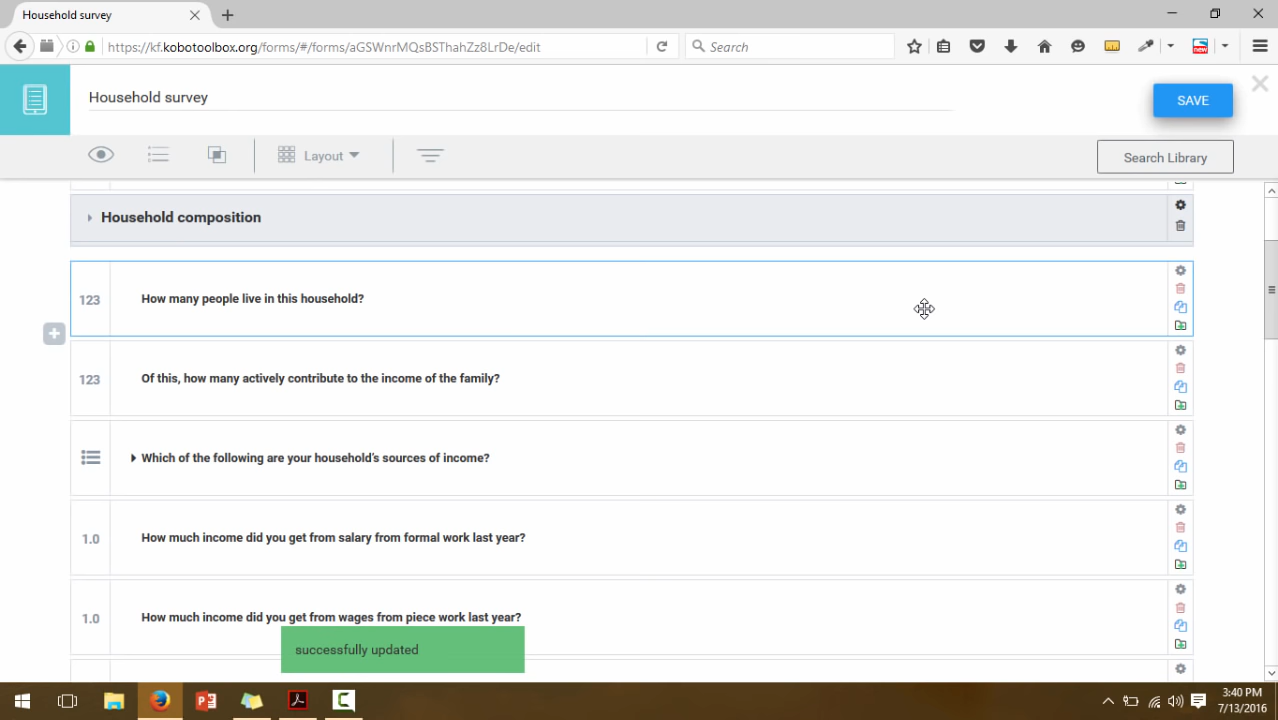 Household survey
https://kf.kobotoolbox.org/forms/#/forms/aGSWnrMQsBSThahZz8LrDe/edit
Search
new
Household survey
SAVE
Layout
Search Library
Household composition
123
How many people live in this household?
123
Of this, how many actively contribute to the income of the family?
Which of the following are your household's sources of income?
1.0
How much income did you get from salary from formal work last year?
1.0
How much income did you get from wages from piece work last year?
successfully updated
3:40 PM
7/13/2016